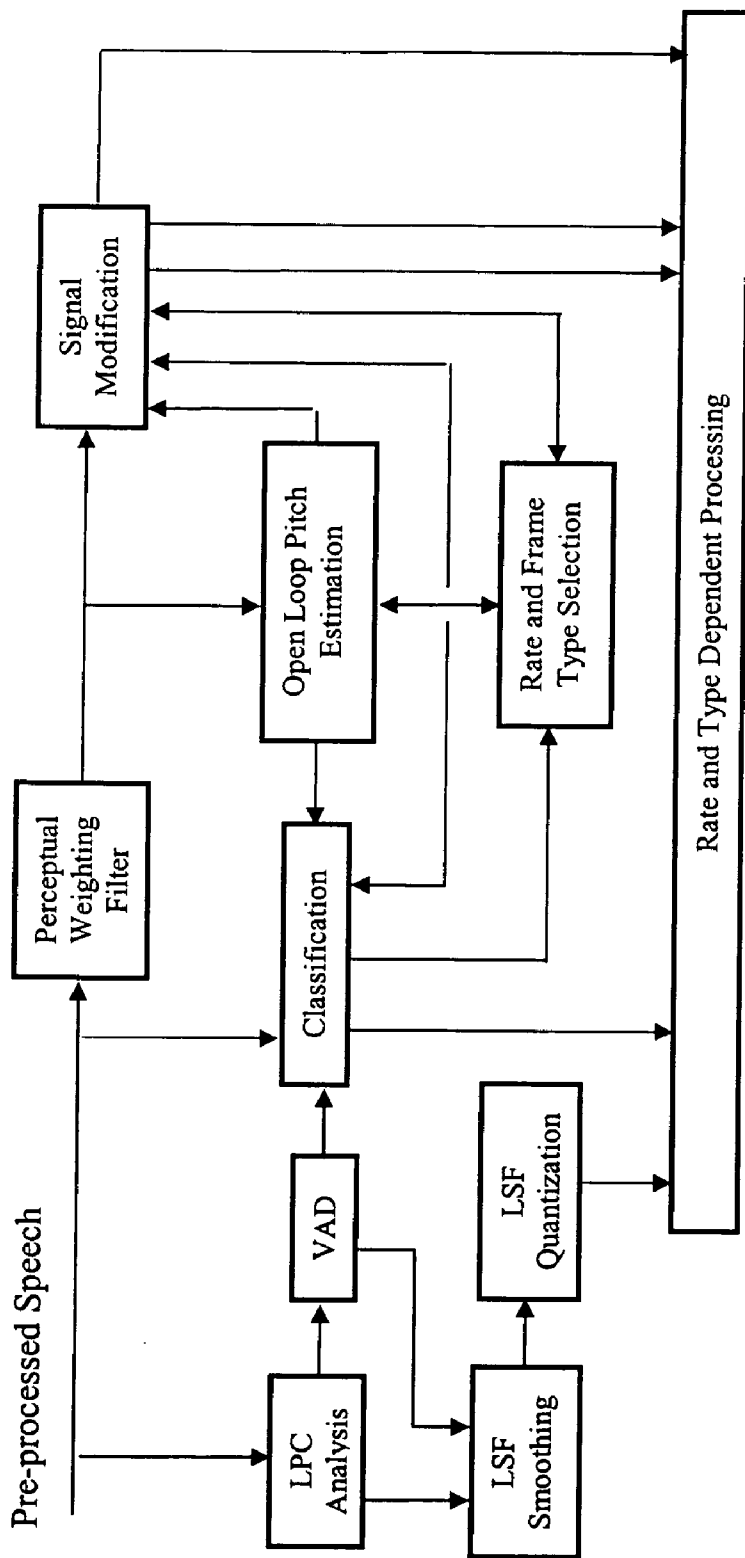 Pre-processed Speech
Perceptual
Weighting
Filter
Signal
Modification
LPC
Analysis
VAD
Classification
Open Loop Pitch
Estimation
LSF
Smoothing
LSF
Quantization
Rate and Frame
Type Selection
Rate and Type Dependent Processing